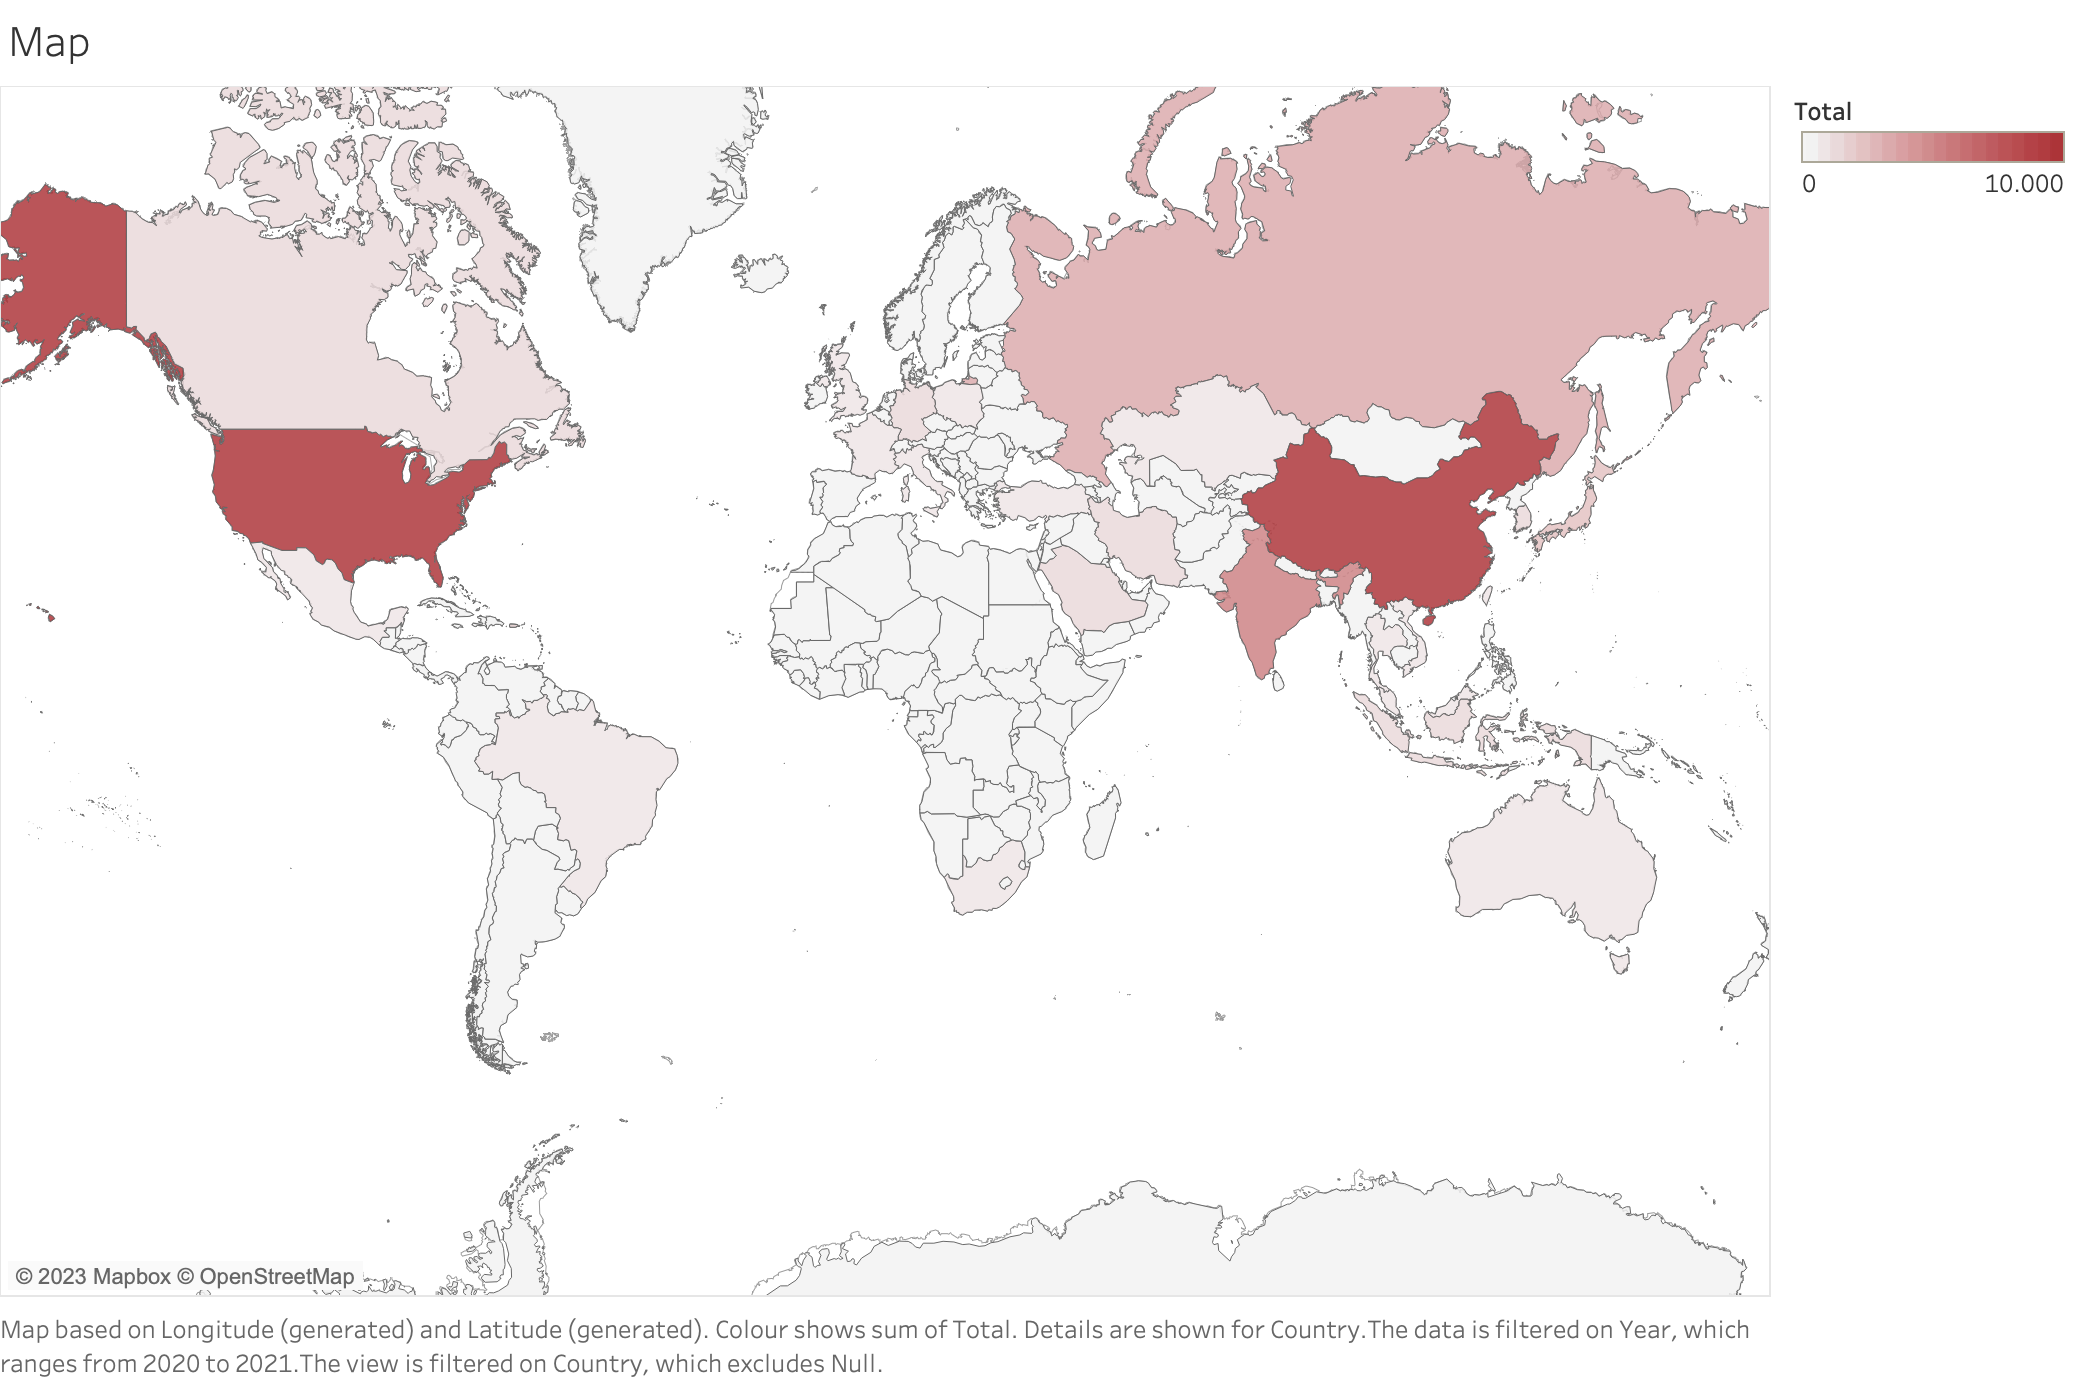 Map
Total
0 10.000
© 2023 Mapbox © OpenStreetMap
Map based on Longitude (generated) and Latitude (generated). Colour shows sum of Total. Details are shown for Country.The data is filtered on Year, which
ranges from 2020 to 2021.The view is filtered on Country, which excludes Null.